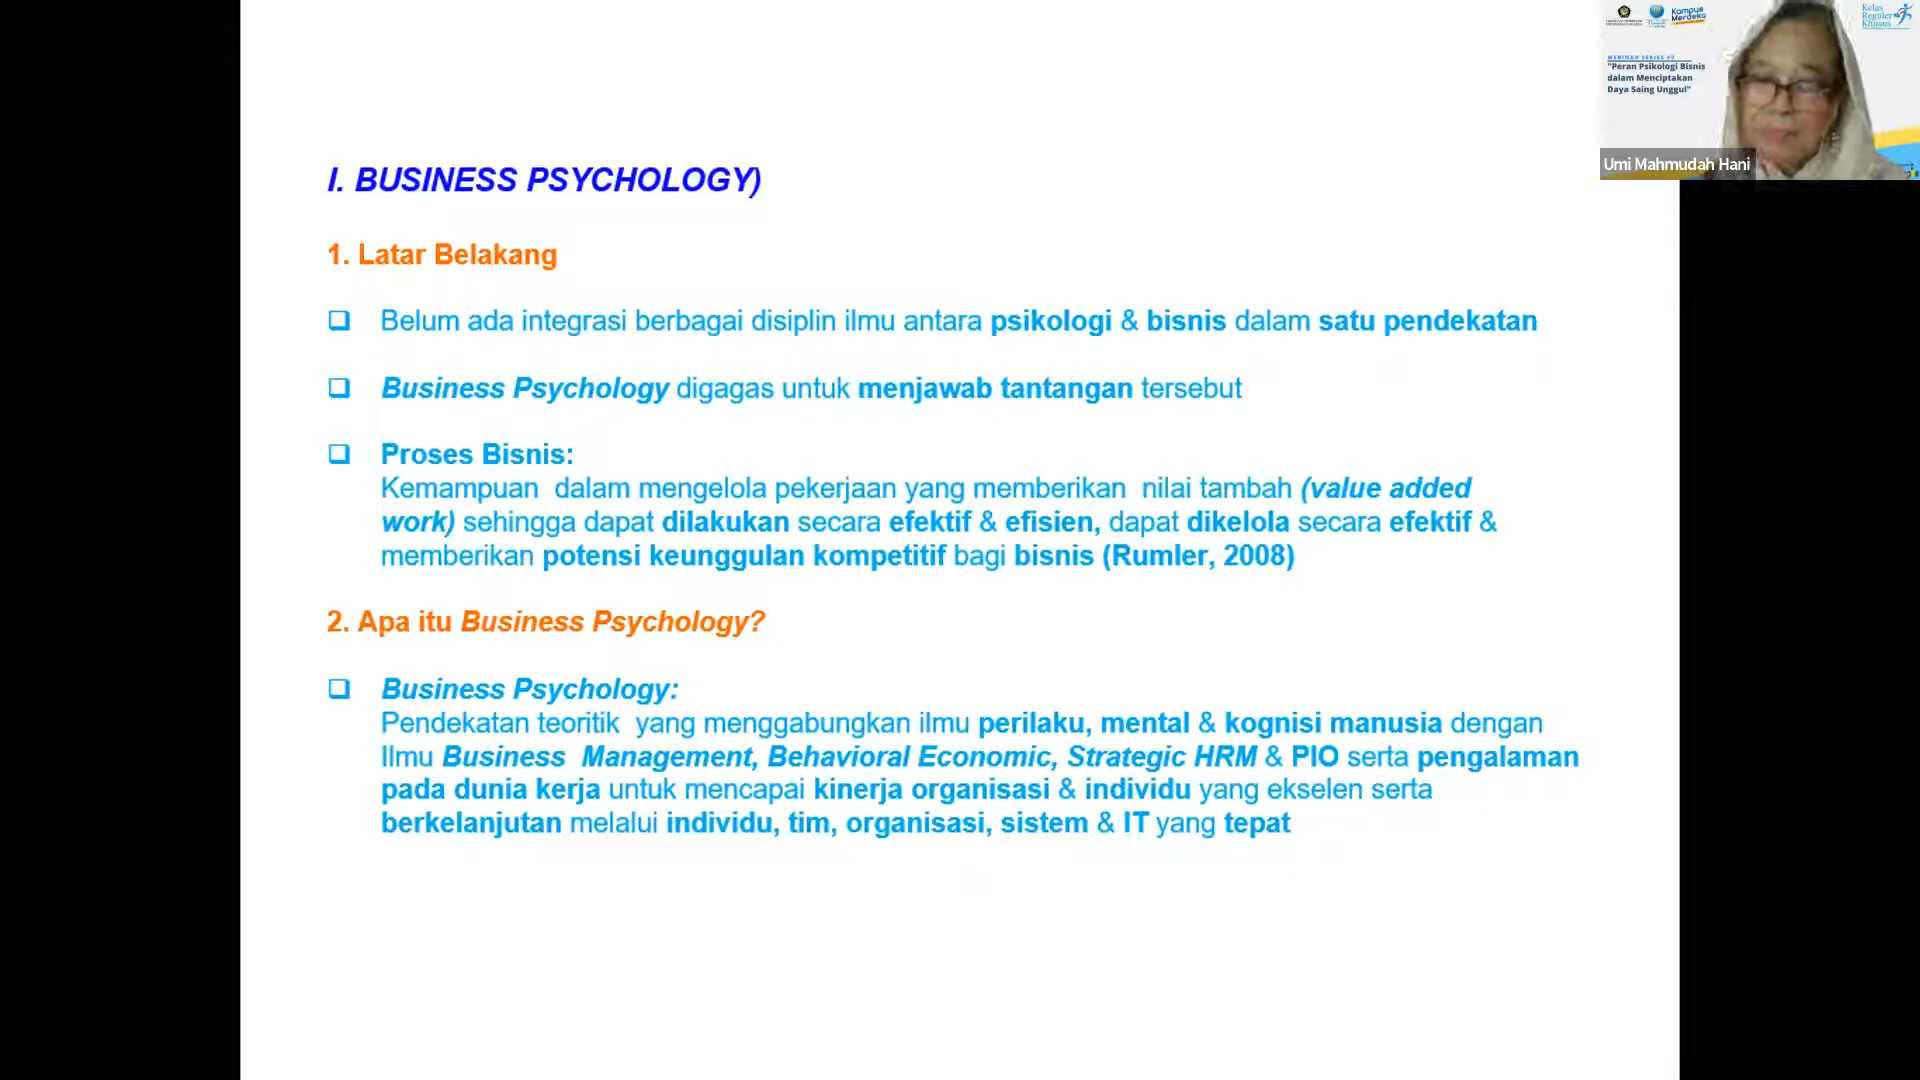 I. BUSINESS PSYCHOLOGY)
1. Latar Belakang
❑ Belum ada integrasi berbagai disiplin ilmu antara psikologi & bisnis dalam satu pendekatan
❑ Business Psychology digagas untuk menjawab tantangan tersebut
❑ Proses Bisnis:
Kemampuan dalam mengelola pekerjaan yang memberikan nilai tambah (value added
work) sehingga dapat dilakukan secara efektif & efisien, dapat dikelola secara efektif &
memberikan potensi keunggulan kompetitif bagi bisnis (Rumler, 2008)
2. Apa itu Business Psychology?
❑ Business Psychology:
Pendekatan teoritik yang menggabungkan ilmu perilaku, mental & kognisi manusia dengan
Ilmu Business Management, Behavioral Economic, Strategic HRM & PIO serta pengalaman
pada dunia kerja untuk mencapai kinerja organisasi & individu yang ekselen serta
berkelanjutan melalui individu, tim, organisasi, sistem & IT yang tepat
Kampus
Merdeka
Kelas
Reguler
Khusus
WEBINAR SERIES #2
"Peran Psikologi Bisnis
dalam Menciptakan
Daya Saing Unggul"
Umi Mahmudah Hani